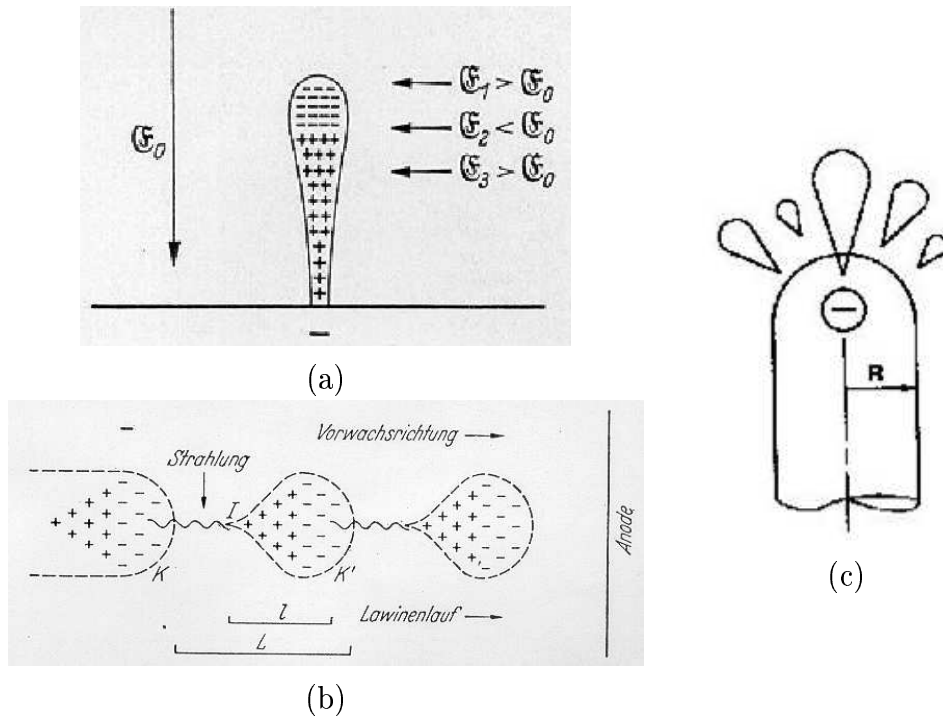 𝔈₁ > 𝔈₀
𝔈₂ < 𝔈₀
𝔈₃ > 𝔈₀
𝔈₀
−
(a)
−
Vorwachsrichtung
Strahlung
I
K
K'
l
Lawinenlauf
L
Anode
(b)
−
R
(c)